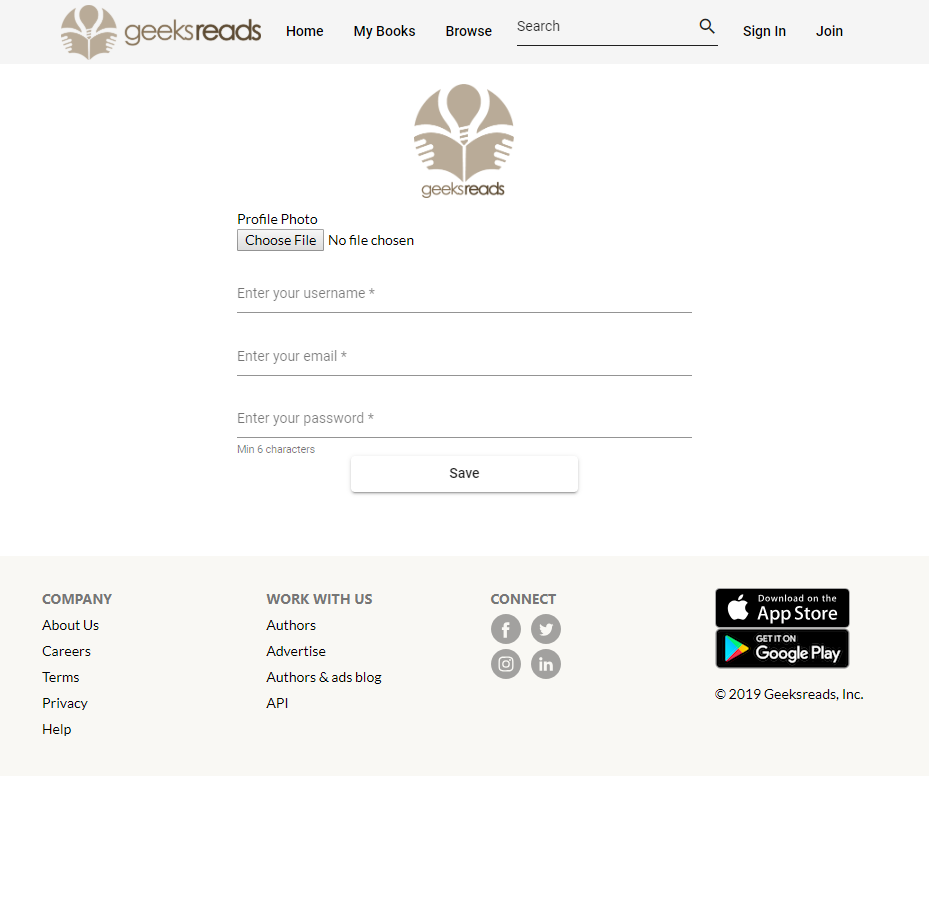 geeksreads Home My Books Browse Search Sign In Join
geeksreads
Profile Photo
Choose File No file chosen
Enter your username *
Enter your email *
Enter your password *
Min 6 characters
Save
COMPANY
About Us
Careers
Terms
Privacy
Help
WORK WITH US
Authors
Advertise
Authors & ads blog
API
CONNECT
f
in
Download on the
App Store
GET IT ON
Google Play
© 2019 Geeksreads, Inc.